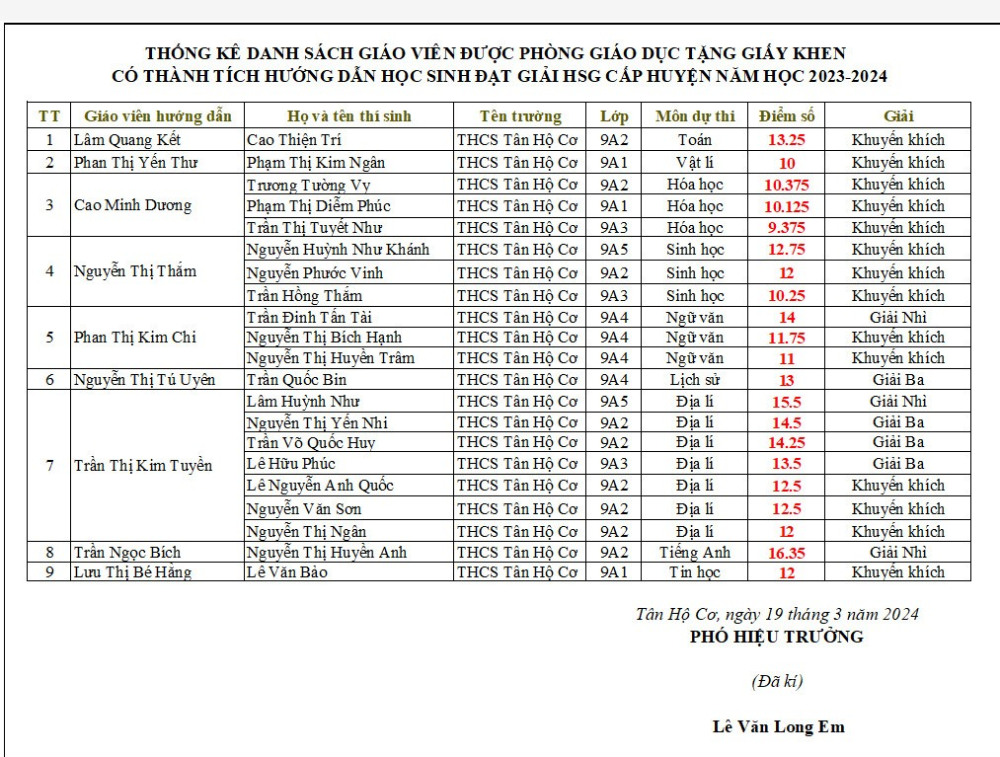 THỐNG KÊ DANH SÁCH GIÁO VIÊN ĐƯỢC PHÒNG GIÁO DỤC TẶNG GIẤY KHEN
CÓ THÀNH TÍCH HƯỚNG DẪN HỌC SINH ĐẠT GIẢI HSG CẤP HUYỆN NĂM HỌC 2023-2024
TT Giáo viên hướng dẫn Họ và tên thí sinh Tên trường Lớp Môn dự thi Điểm số Giải
1 Lâm Quang Kết Cao Thiện Trí THCS Tân Hộ Cơ 9A2 Toán 13.25 Khuyến khích
2 Phan Thị Yến Thư Phạm Thị Kim Ngân THCS Tân Hộ Cơ 9A1 Vật lí 10 Khuyến khích
3 Cao Minh Dương Trương Tường Vy THCS Tân Hộ Cơ 9A2 Hóa học 10.375 Khuyến khích
Phạm Thị Diễm Phúc THCS Tân Hộ Cơ 9A1 Hóa học 10.125 Khuyến khích
Trần Thị Tuyết Như THCS Tân Hộ Cơ 9A3 Hóa học 9.375 Khuyến khích
4 Nguyễn Thị Thắm Nguyễn Huỳnh Như Khánh THCS Tân Hộ Cơ 9A5 Sinh học 12.75 Khuyến khích
Nguyễn Phước Vinh THCS Tân Hộ Cơ 9A2 Sinh học 12 Khuyến khích
Trần Hồng Thắm THCS Tân Hộ Cơ 9A3 Sinh học 10.25 Khuyến khích
5 Phan Thị Kim Chi Trần Đinh Tấn Tài THCS Tân Hộ Cơ 9A4 Ngữ văn 14 Giải Nhì
Nguyễn Thị Bích Hạnh THCS Tân Hộ Cơ 9A4 Ngữ văn 11.75 Khuyến khích
Nguyễn Thị Huyền Trâm THCS Tân Hộ Cơ 9A4 Ngữ văn 11 Khuyến khích
6 Nguyễn Thị Tú Uyên Trần Quốc Bin THCS Tân Hộ Cơ 9A4 Lịch sử 13 Giải Ba
7 Trần Thị Kim Tuyền Lâm Huỳnh Như THCS Tân Hộ Cơ 9A5 Địa lí 15.5 Giải Nhì
Nguyễn Thị Yến Nhi THCS Tân Hộ Cơ 9A2 Địa lí 14.5 Giải Ba
Trần Võ Quốc Huy THCS Tân Hộ Cơ 9A2 Địa lí 14.25 Giải Ba
Lê Hữu Phúc THCS Tân Hộ Cơ 9A3 Địa lí 13.5 Giải Ba
Lê Nguyễn Anh Quốc THCS Tân Hộ Cơ 9A2 Địa lí 12.5 Khuyến khích
Nguyễn Văn Sơn THCS Tân Hộ Cơ 9A2 Địa lí 12.5 Khuyến khích
Nguyễn Thị Ngân THCS Tân Hộ Cơ 9A2 Địa lí 12 Khuyến khích
8 Trần Ngọc Bích Nguyễn Thị Huyền Anh THCS Tân Hộ Cơ 9A2 Tiếng Anh 16.35 Giải Nhì
9 Lưu Thị Bé Hằng Lê Văn Bảo THCS Tân Hộ Cơ 9A1 Tin học 12 Khuyến khích
Tân Hộ Cơ, ngày 19 tháng 3 năm 2024
PHÓ HIỆU TRƯỞNG
(Đã kí)
Lê Văn Long Em